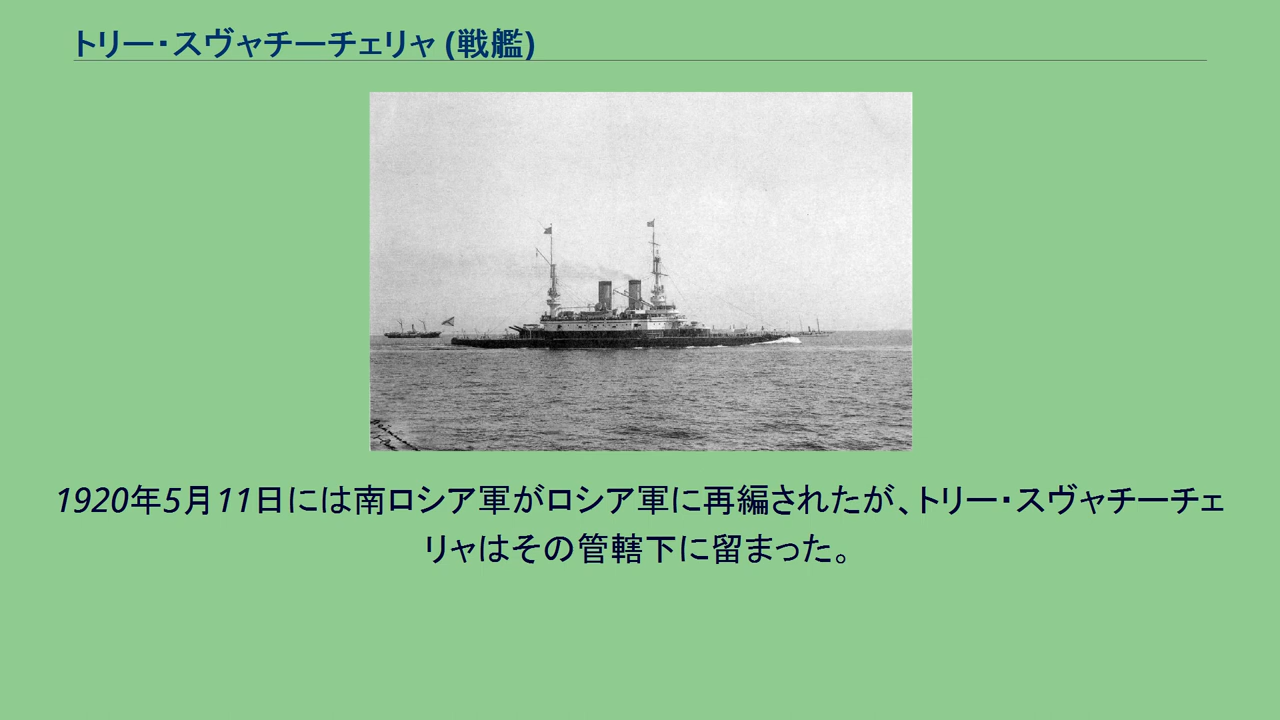 トリー・スヴャチーチェリャ (戦艦)
1920年5月11日には南ロシア軍がロシア軍に再編されたが、トリー・スヴャチーチェ
リャはその管轄下に留まった。